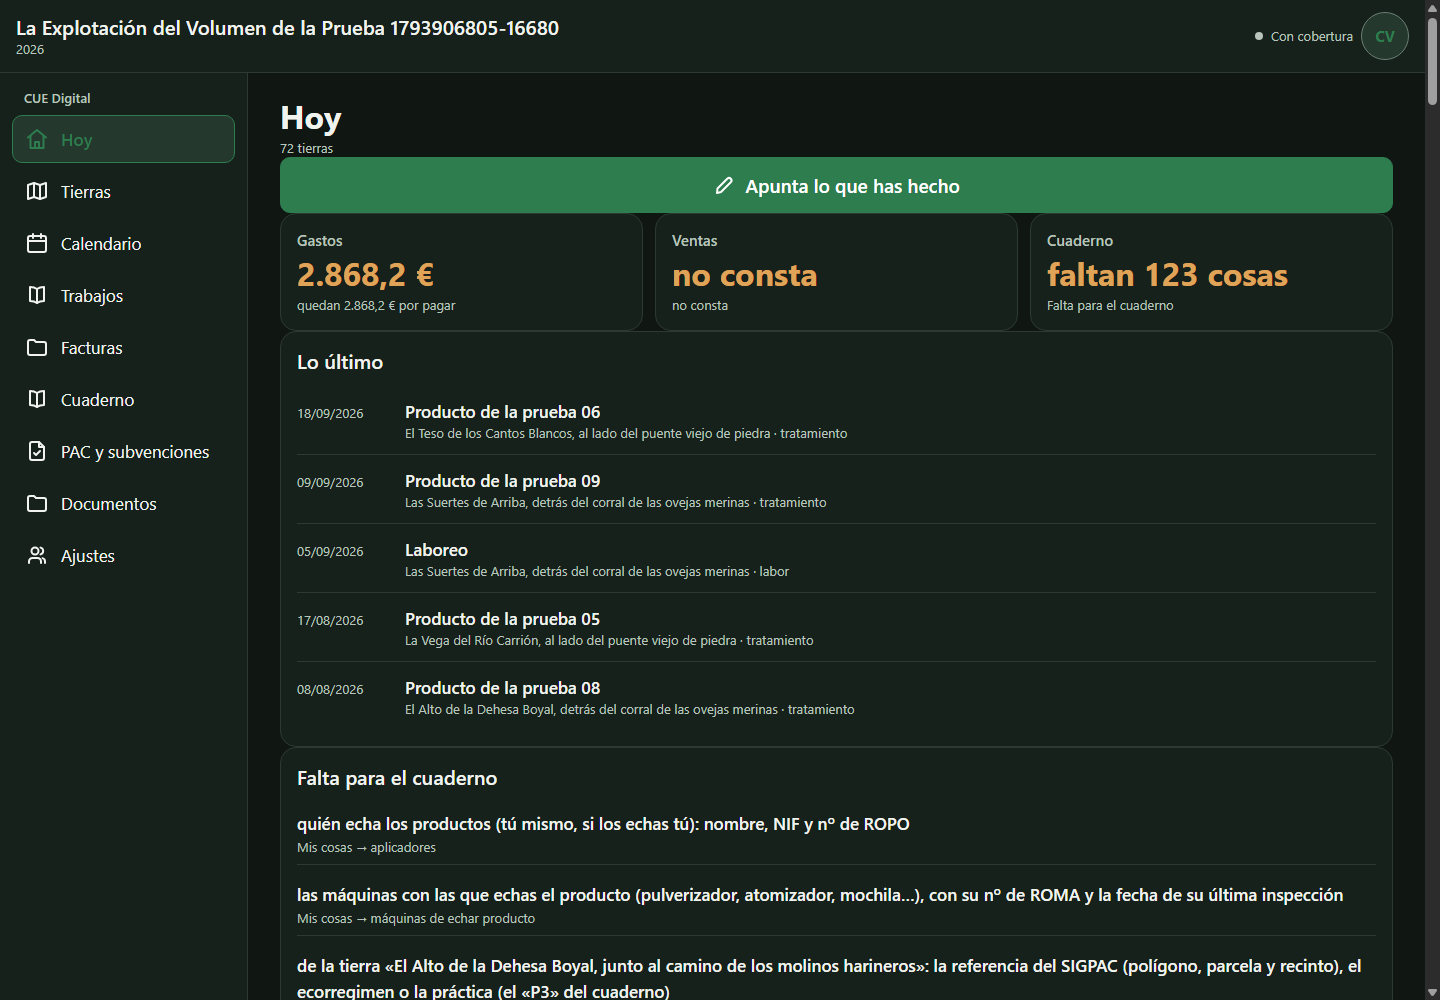 La Explotación del Volumen de la Prueba 1793906805-16680
2026
Con cobertura
CV
CUE Digital
Hoy
Tierras
Calendario
Trabajos
Facturas
Cuaderno
PAC y subvenciones
Documentos
Ajustes
Hoy
72 tierras
Apunta lo que has hecho
Gastos
2.868,2 €
quedan 2.868,2 € por pagar
Ventas
no consta
no consta
Cuaderno
faltan 123 cosas
Falta para el cuaderno
Lo último
18/09/2026
Producto de la prueba 06
El Teso de los Cantos Blancos, al lado del puente viejo de piedra · tratamiento
09/09/2026
Producto de la prueba 09
Las Suertes de Arriba, detrás del corral de las ovejas merinas · tratamiento
05/09/2026
Laboreo
Las Suertes de Arriba, detrás del corral de las ovejas merinas · labor
17/08/2026
Producto de la prueba 05
La Vega del Río Carrión, al lado del puente viejo de piedra · tratamiento
08/08/2026
Producto de la prueba 08
El Alto de la Dehesa Boyal, detrás del corral de las ovejas merinas · tratamiento
Falta para el cuaderno
quién echa los productos (tú mismo, si los echas tú): nombre, NIF y nº de ROPO
Mis cosas → aplicadores
las máquinas con las que echas el producto (pulverizador, atomizador, mochila…), con su nº de ROMA y la fecha de su última inspección
Mis cosas → máquinas de echar producto
de la tierra «El Alto de la Dehesa Boyal, junto al camino de los molinos harineros»: la referencia del SIGPAC (polígono, parcela y recinto), el
ecorregimen o la práctica (el «P3» del cuaderno)